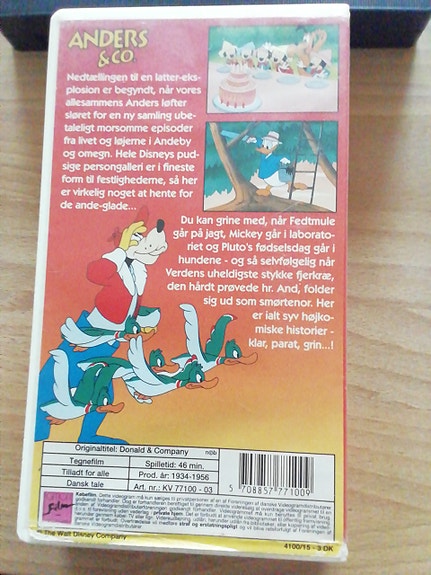 ANDERS
& CO.
Nedtællingen til en latter-eks-
plosion er begyndt, når vores
allesammens Anders løfter
sløret for en ny samling ube-
taleligt morsomme episoder
fra livet og løjerne i Andeby
og omegn. Hele Disneys pud-
sige persongalleri er i fineste
form til festlighederne, så her
er virkelig noget at hente for
de ande-glade...
Du kan grine med, når Fedtmule
går på jagt, Mickey går i laborato-
riet og Pluto's fødselsdag går i
hundene - og så selvfølgelig når
Verdens uheldigste stykke fjerkræ,
den hårdt prøvede hr. And, folder
sig ud som smørtenor. Her
er ialt syv højko-
miske historier -
klar, parat, grin...!
Originaltitel: Donald & Company
Tegnefilm
Spilletid: 46 min.
Tilladt for alle
Prod. år: 1934-1956
Dansk tale
Art. nr.: KV 77100 - 03
5 708857 771009
© The Walt Disney Company
4100/15 - 3 DK